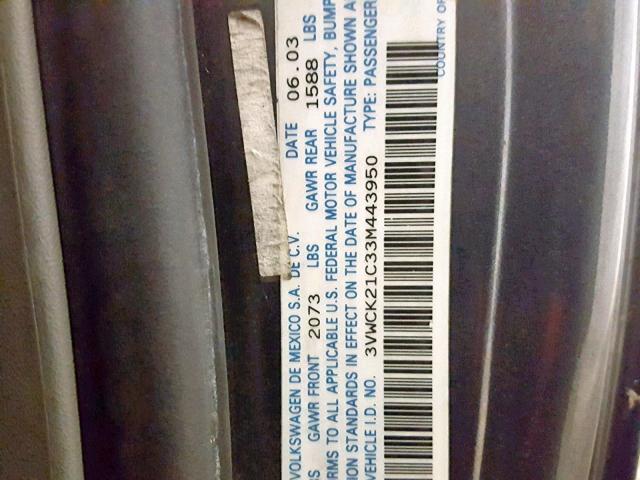 VOLKSWAGEN DE MEXICO S.A. DE C.V. DATE 06.03
GAWR FRONT 2073 LBS GAWR REAR 1588 LBS
RMS TO ALL APPLICABLE U.S. FEDERAL MOTOR VEHICLE SAFETY, BUMP
ION STANDARDS IN EFFECT ON THE DATE OF MANUFACTURE SHOWN A
VEHICLE I.D. NO. 3VWCK21C33M443950 TYPE: PASSENGER
COUNTRY OF